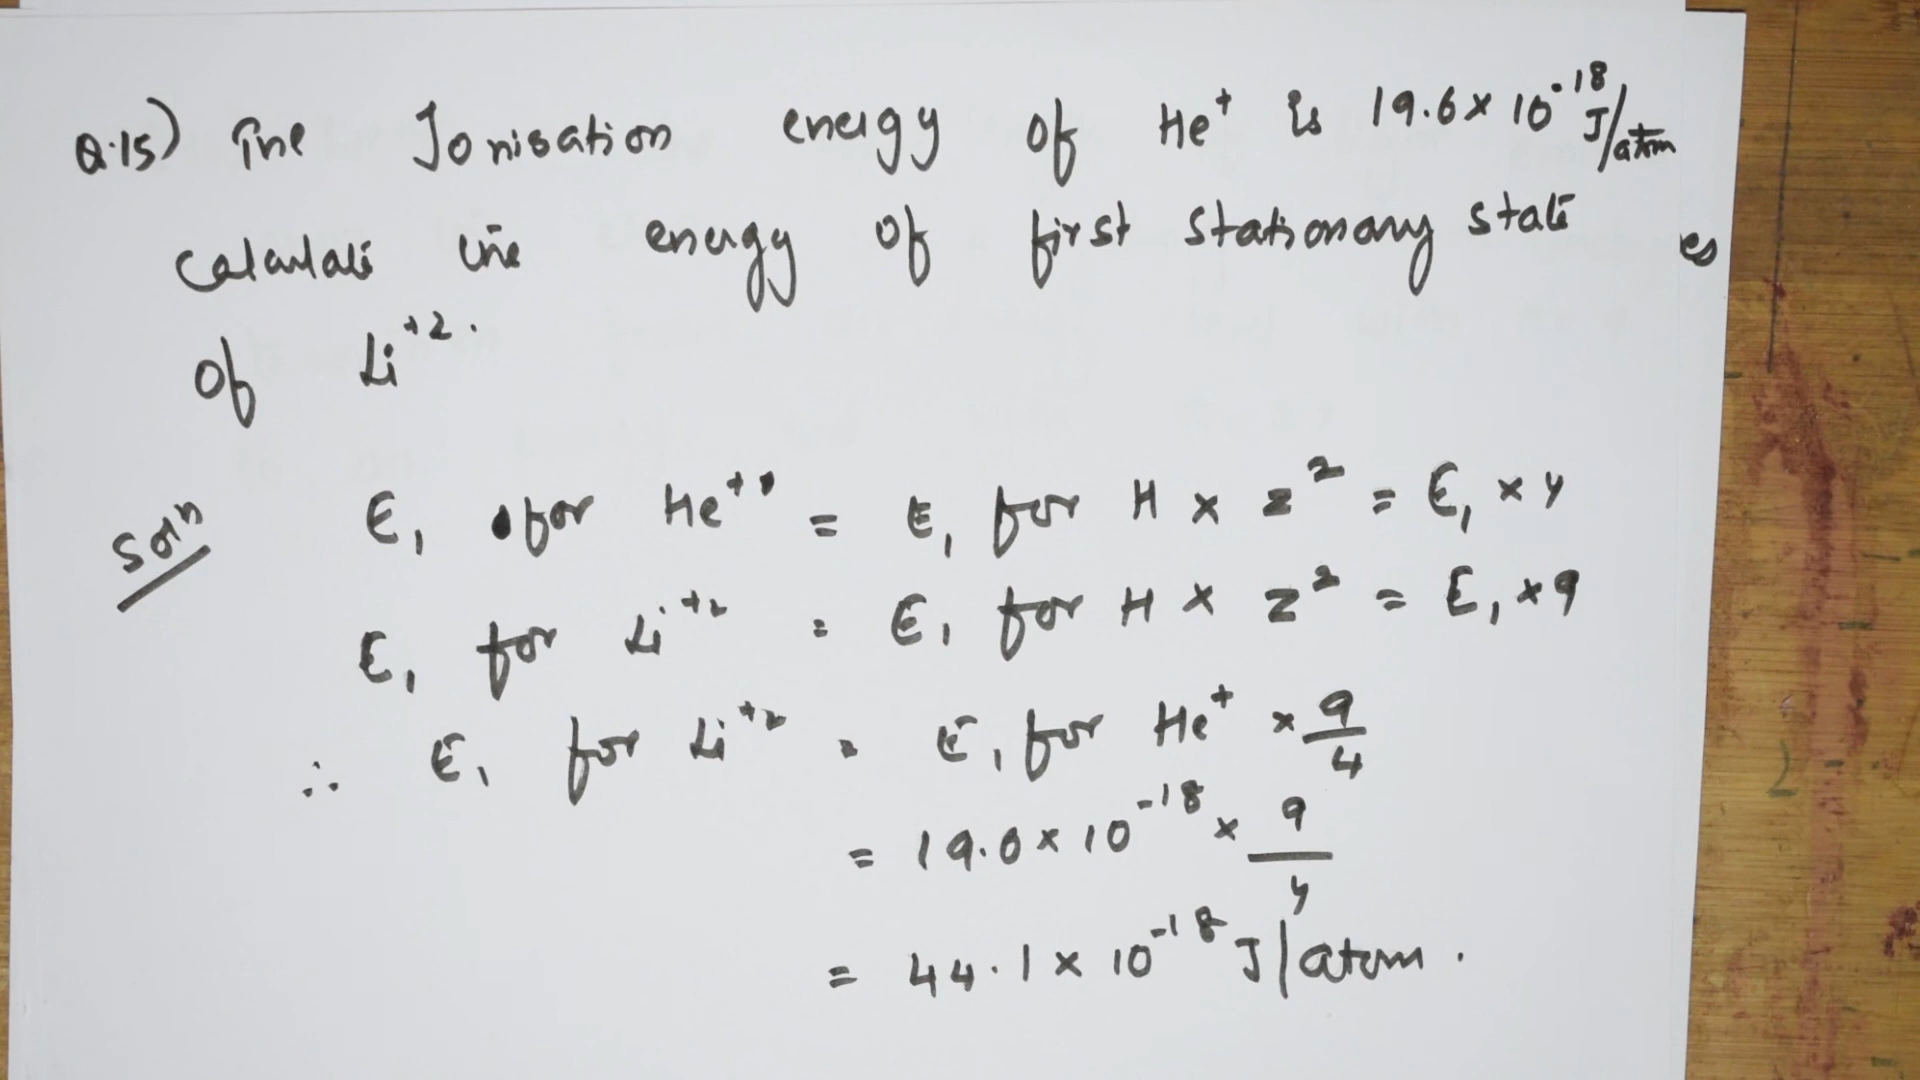 Q.15) The Ionisation energy of He⁺ is 19.6 x 10⁻¹⁸ J/atom
Calculate the energy of first stationary state es
of Li⁺².
Solⁿ E₁ for He⁺ = E₁ for H x z² = E₁ x 4
E₁ for Li⁺² = E₁ for H x z² = E₁ x 9
∴ E₁ for Li⁺² = E₁ for He⁺ x 9/4
= 19.6 x 10⁻¹⁸ x 9/4
= 44.1 x 10⁻¹⁸ J/atom.